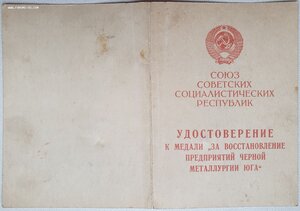 СОЮЗ
СОВЕТСКИХ
СОЦИАЛИСТИЧЕСКИХ
РЕСПУБЛИК
УДОСТОВЕРЕНИЕ
К МЕДАЛИ „ЗА ВОССТАНОВЛЕНИЕ
ПРЕДПРИЯТИЙ ЧЕРНОЙ
МЕТАЛЛУРГИИ ЮГА“